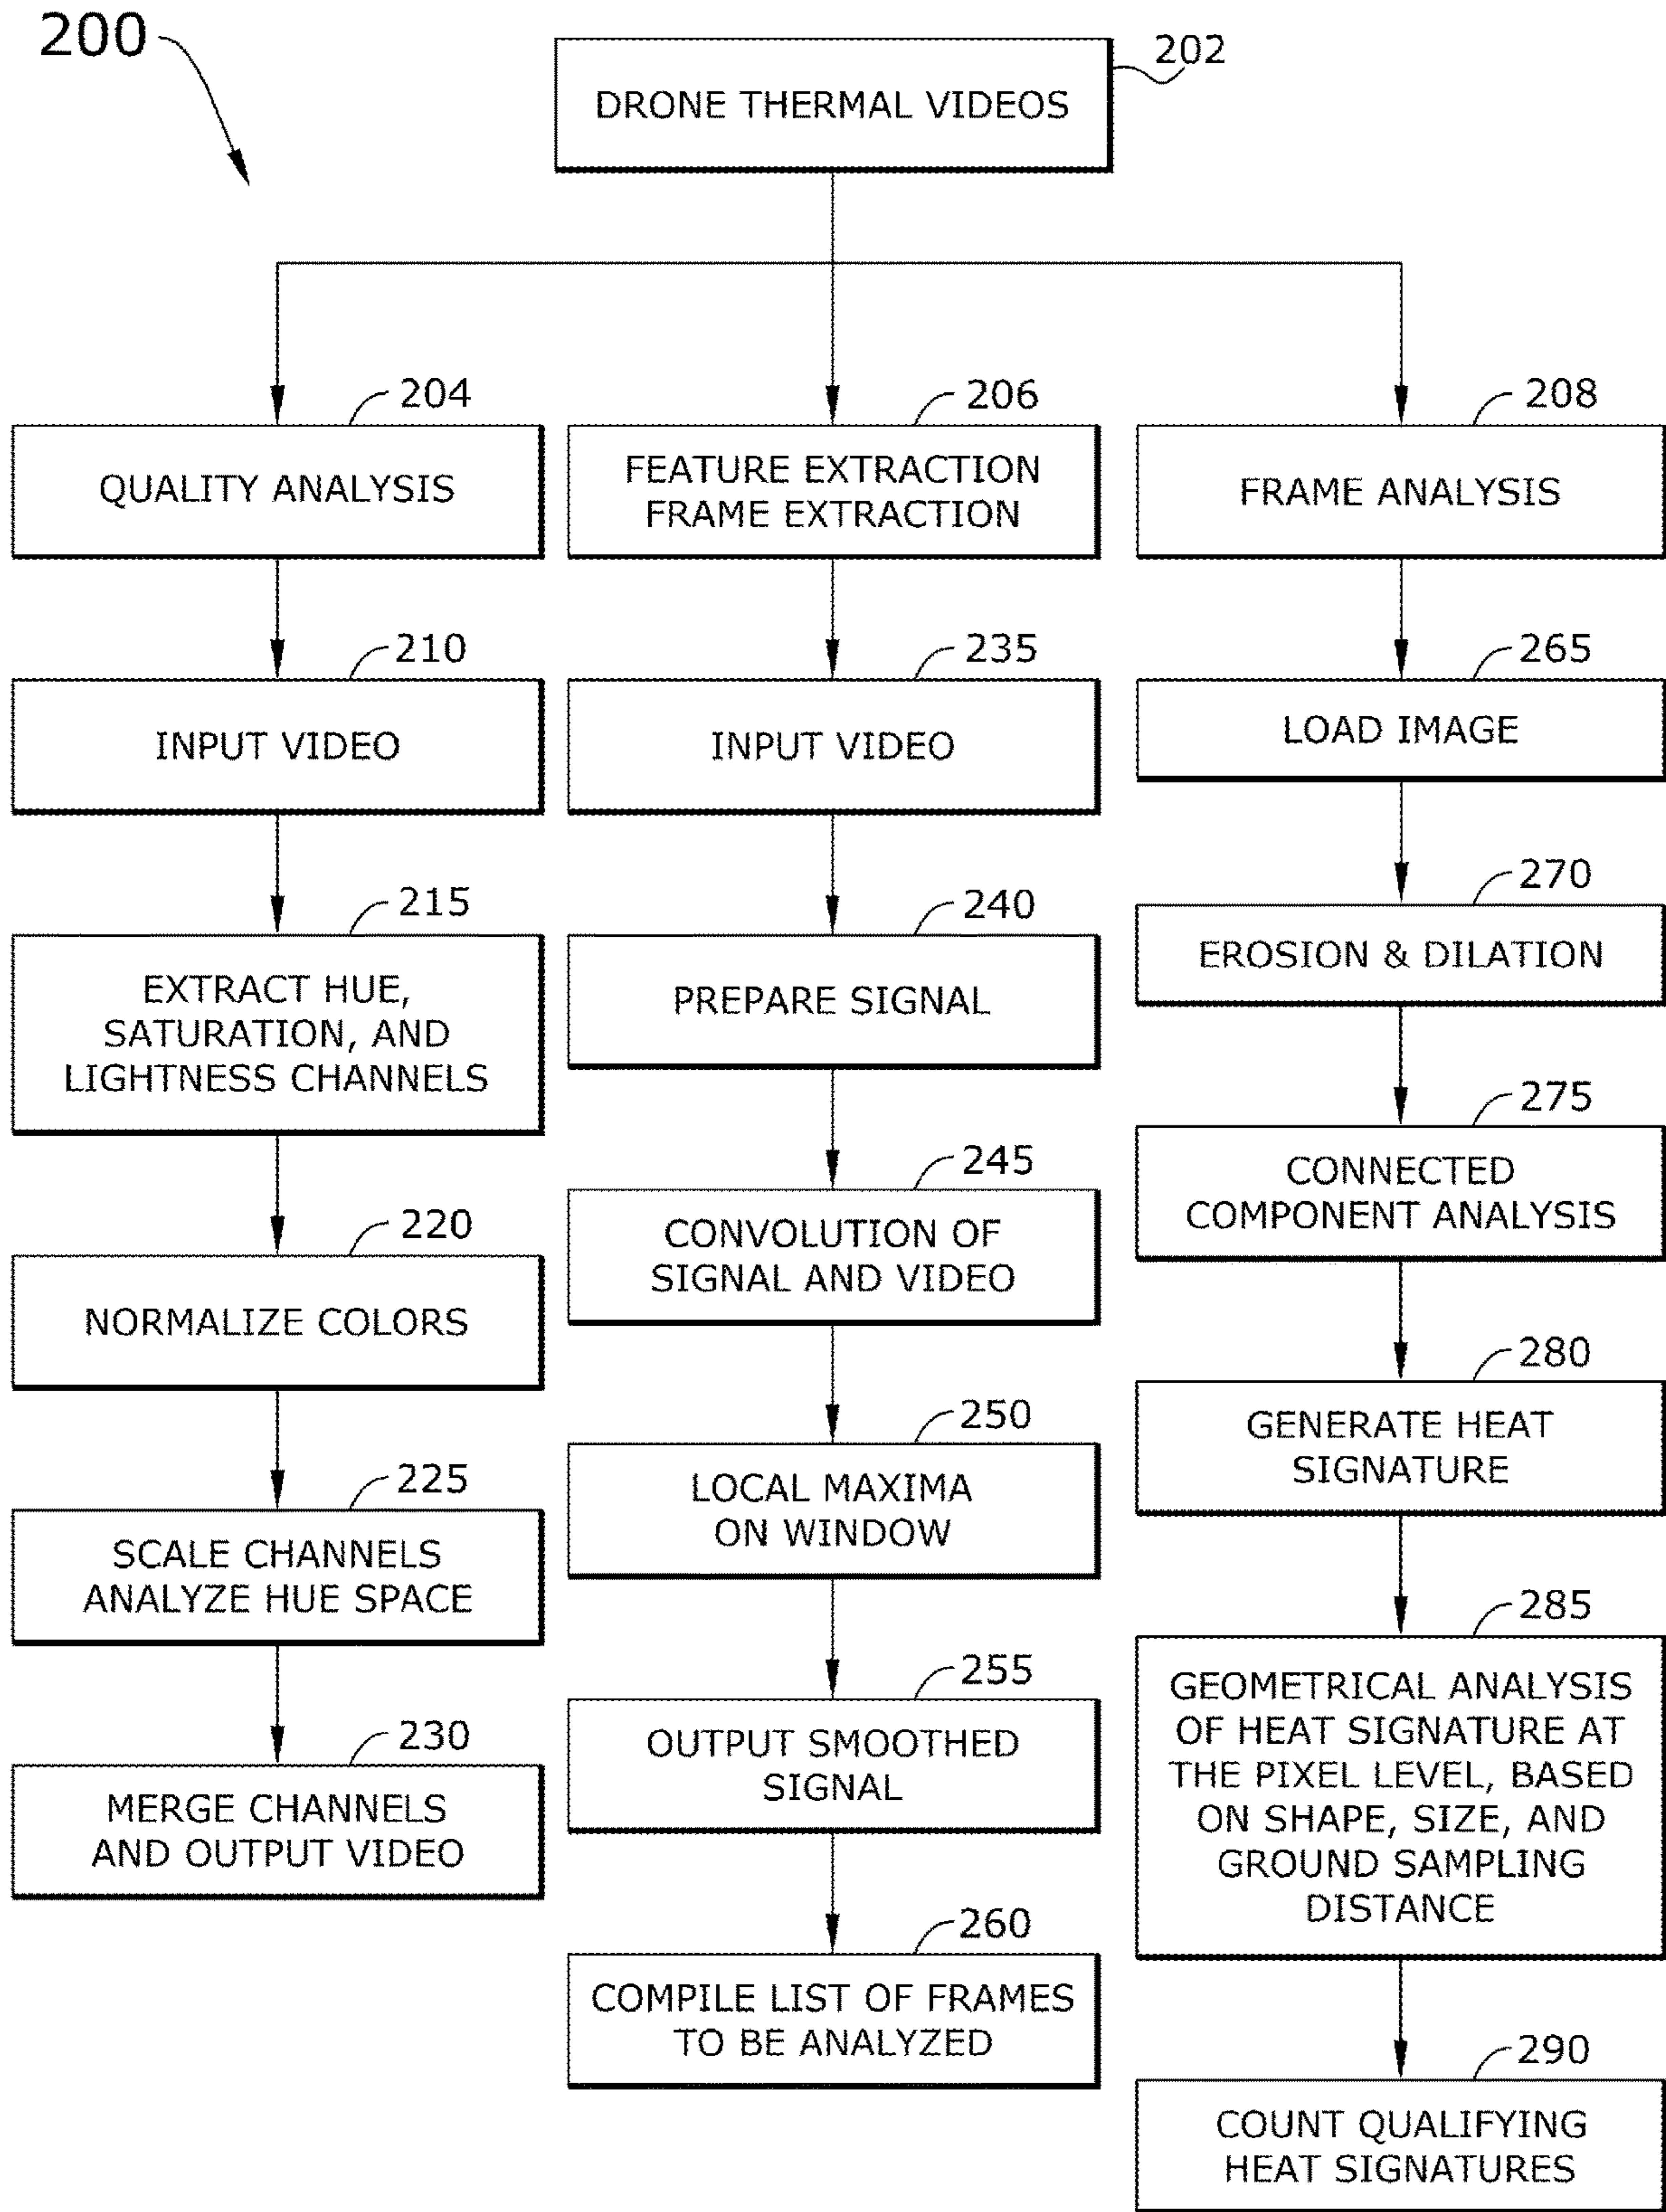 200
202
DRONE THERMAL VIDEOS
204
QUALITY ANALYSIS
210
INPUT VIDEO
215
EXTRACT HUE,
SATURATION, AND
LIGHTNESS CHANNELS
220
NORMALIZE COLORS
225
SCALE CHANNELS
ANALYZE HUE SPACE
230
MERGE CHANNELS
AND OUTPUT VIDEO
206
FEATURE EXTRACTION
FRAME EXTRACTION
235
INPUT VIDEO
240
PREPARE SIGNAL
245
CONVOLUTION OF
SIGNAL AND VIDEO
250
LOCAL MAXIMA
ON WINDOW
255
OUTPUT SMOOTHED
SIGNAL
260
COMPILE LIST OF FRAMES
TO BE ANALYZED
208
FRAME ANALYSIS
265
LOAD IMAGE
270
EROSION & DILATION
275
CONNECTED
COMPONENT ANALYSIS
280
GENERATE HEAT
SIGNATURE
285
GEOMETRICAL ANALYSIS
OF HEAT SIGNATURE AT
THE PIXEL LEVEL, BASED
ON SHAPE, SIZE, AND
GROUND SAMPLING
DISTANCE
290
COUNT QUALIFYING
HEAT SIGNATURES